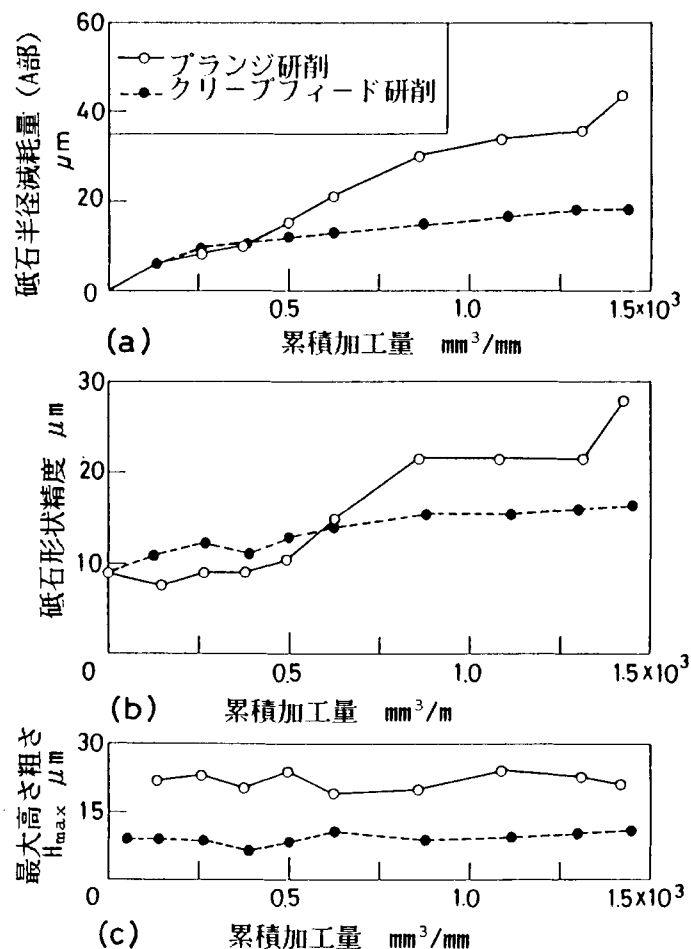 60
プランジ研削
クリープフィード研削
40
20
0
砥石半径減耗量 (A部)
μm
0.5
1.0
1.5×10³
(a)
累積加工量 mm³/mm
30
20
10
0
砥石形状精度 μm
0.5
1.0
1.5×10³
(b)
累積加工量 mm³/m
30
15
0
最大高さ粗さ
Hmax μm
0.5
1.0
1.5×10³
(c)
累積加工量 mm³/mm